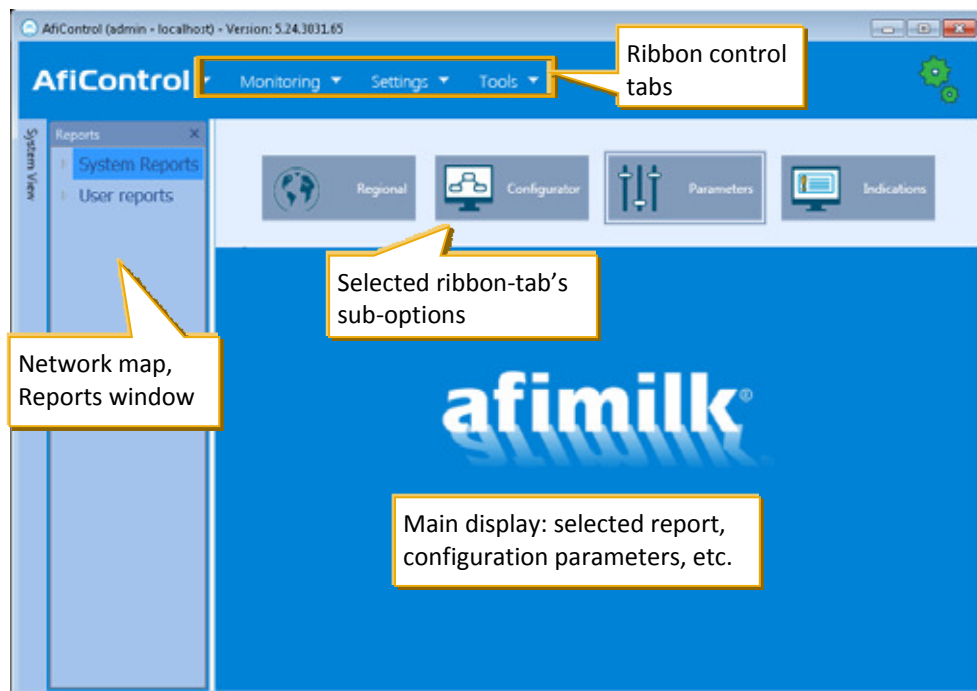 AfiControl (admin - localhost) - Version: 5.24.3031.65
Ribbon control
tabs
AfiControl
Monitoring
Settings
Tools
System View
Reports
System Reports
User reports
Regional
Configurator
Parameters
Indications
Selected ribbon-tab's
sub-options
Network map,
Reports window
afimilk®
Main display: selected report,
configuration parameters, etc.